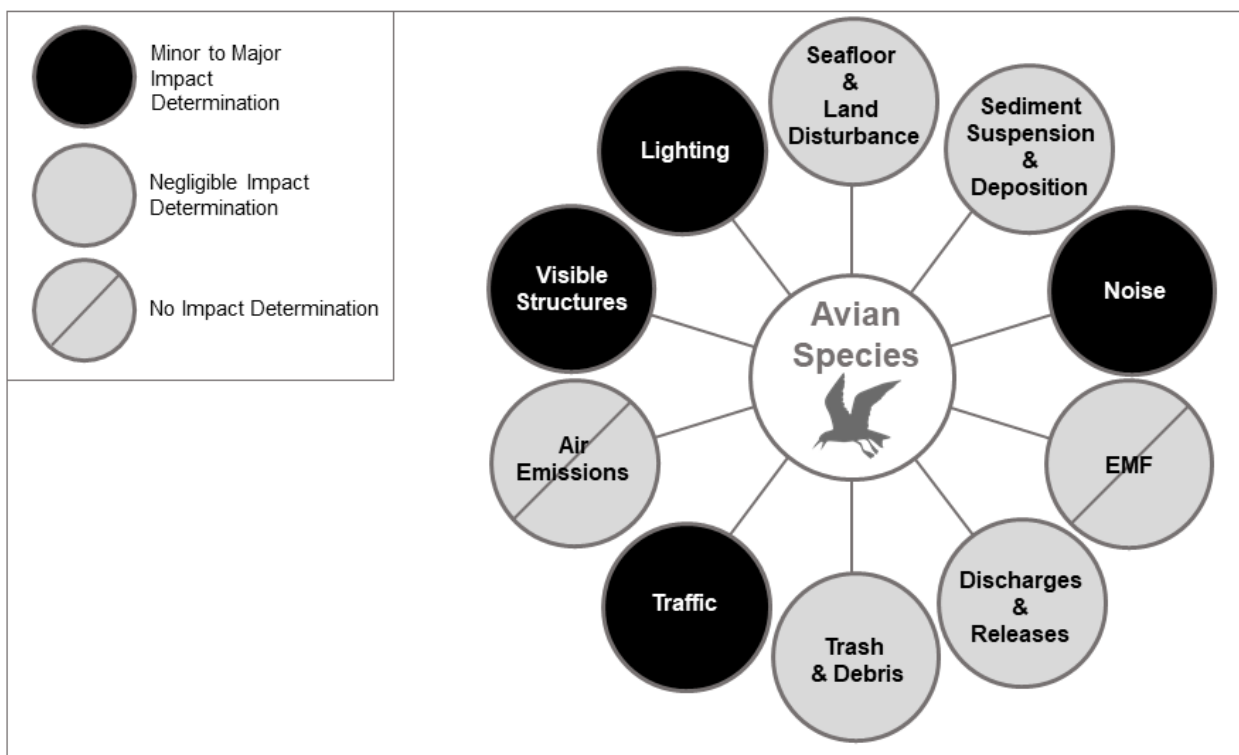 Minor to Major
Impact
Determination
Negligible Impact
Determination
No Impact Determination
Seafloor
&
Land
Disturbance
Sediment
Suspension
&
Deposition
Noise
EMF
Discharges
&
Releases
Trash
& Debris
Traffic
Air
Emissions
Visible
Structures
Lighting
Avian
Species